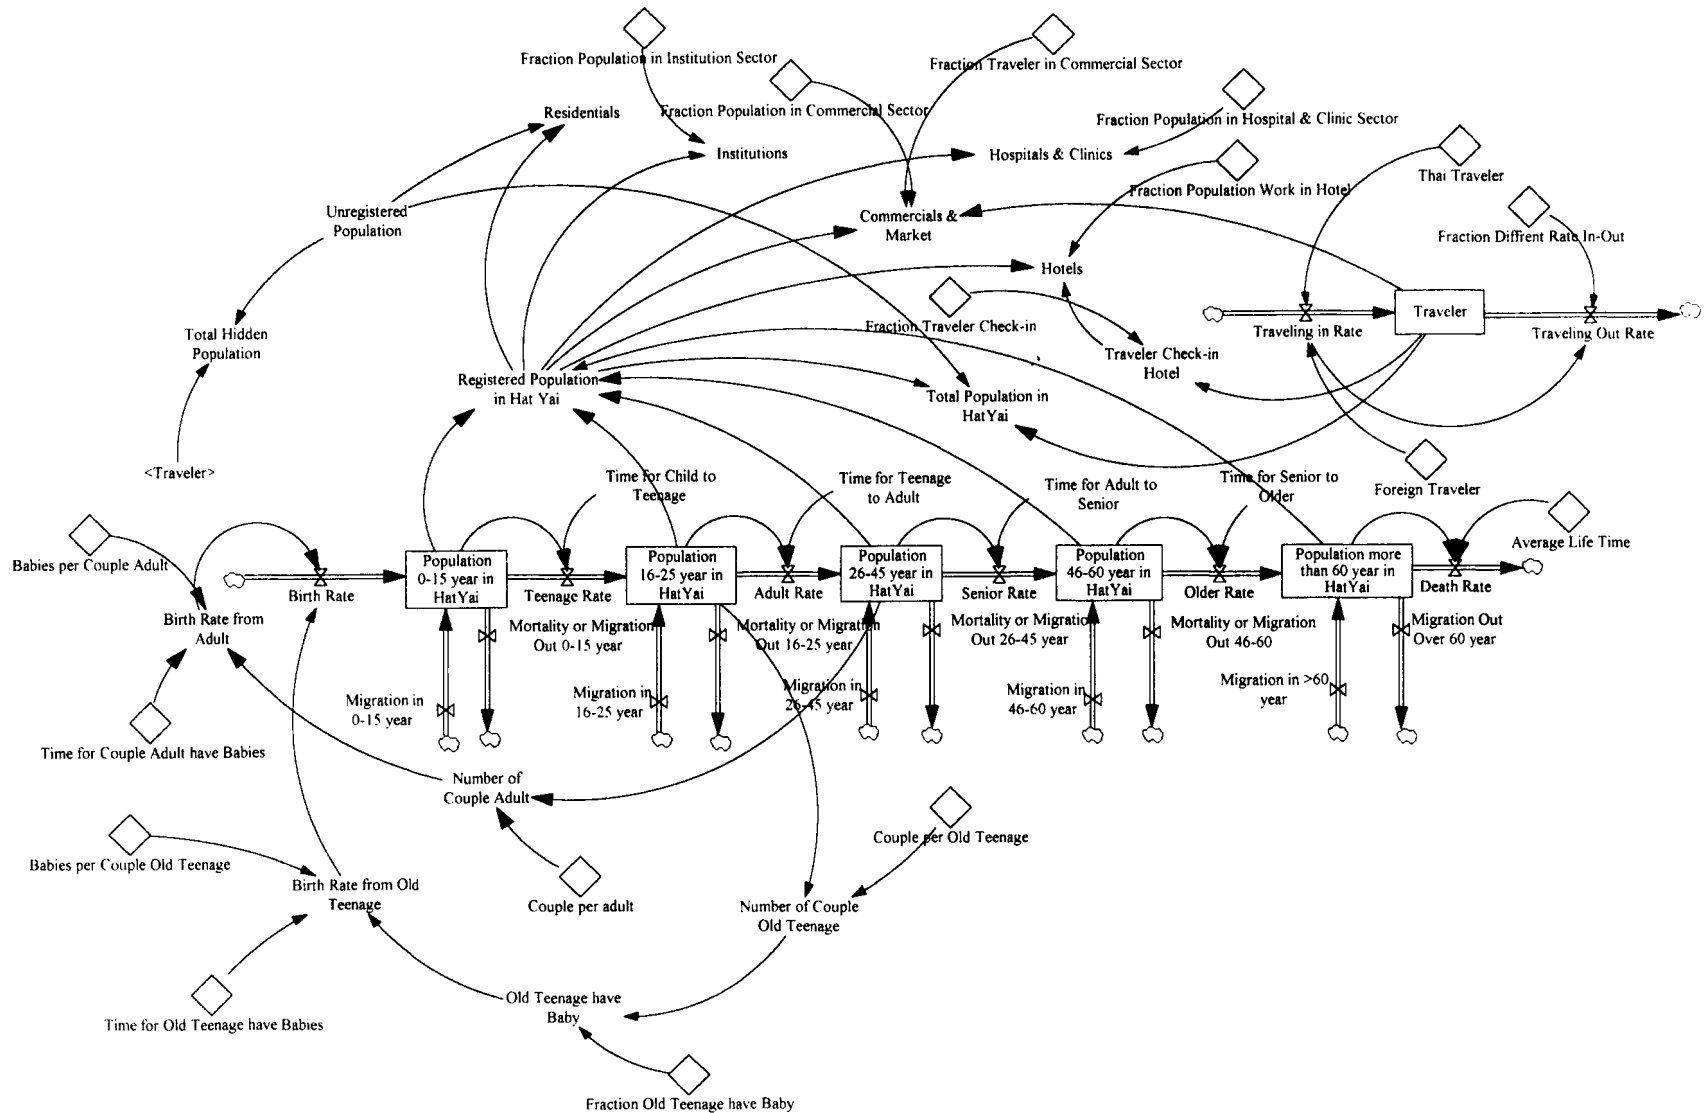 Fraction Population in Institution Sector
Fraction Traveler in Commercial Sector
Residentials
Fraction Population in Commercial Sector
Fraction Population in Hospital & Clinic Sector
Institutions
Hospitals & Clinics
Thai Traveler
Fraction Population Work in Hotel
Unregistered
Population
Commercials &
Market
Fraction Diffrent Rate In-Out
Hotels
Total Hidden
Population
Fraction Traveler Check-in
Traveling in Rate
Traveler
Traveling Out Rate
Traveler Check-in
Hotel
Registered Population
in Hat Yai
Total Population in
HatYai
<Traveler>
Time for Child to
Teenage
Time for Teenage
to Adult
Time for Adult to
Senior
Time for Senior to
Older
Foreign Traveler
Babies per Couple Adult
Average Life Time
Population
0-15 year in
HatYai
Population
16-25 year in
HatYai
Population
26-45 year in
HatYai
Population
46-60 year in
HatYai
Population more
than 60 year in
HatYai
Birth Rate
Teenage Rate
Adult Rate
Senior Rate
Older Rate
Death Rate
Birth Rate from
Adult
Mortality or Migration
Out 0-15 year
Mortality or Migration
Out 16-25 year
Mortality or Migration
Out 26-45 year
Mortality or Migration
Out 46-60
Migration Out
Over 60 year
Migration in
0-15 year
Migration in
16-25 year
Migration in
26-45 year
Migration in
46-60 year
Migration in >60
year
Time for Couple Adult have Babies
Number of
Couple Adult
Babies per Couple Old Teenage
Couple per Old Teenage
Birth Rate from Old
Teenage
Couple per adult
Number of Couple
Old Teenage
Old Teenage have
Baby
Time for Old Teenage have Babies
Fraction Old Teenage have Baby